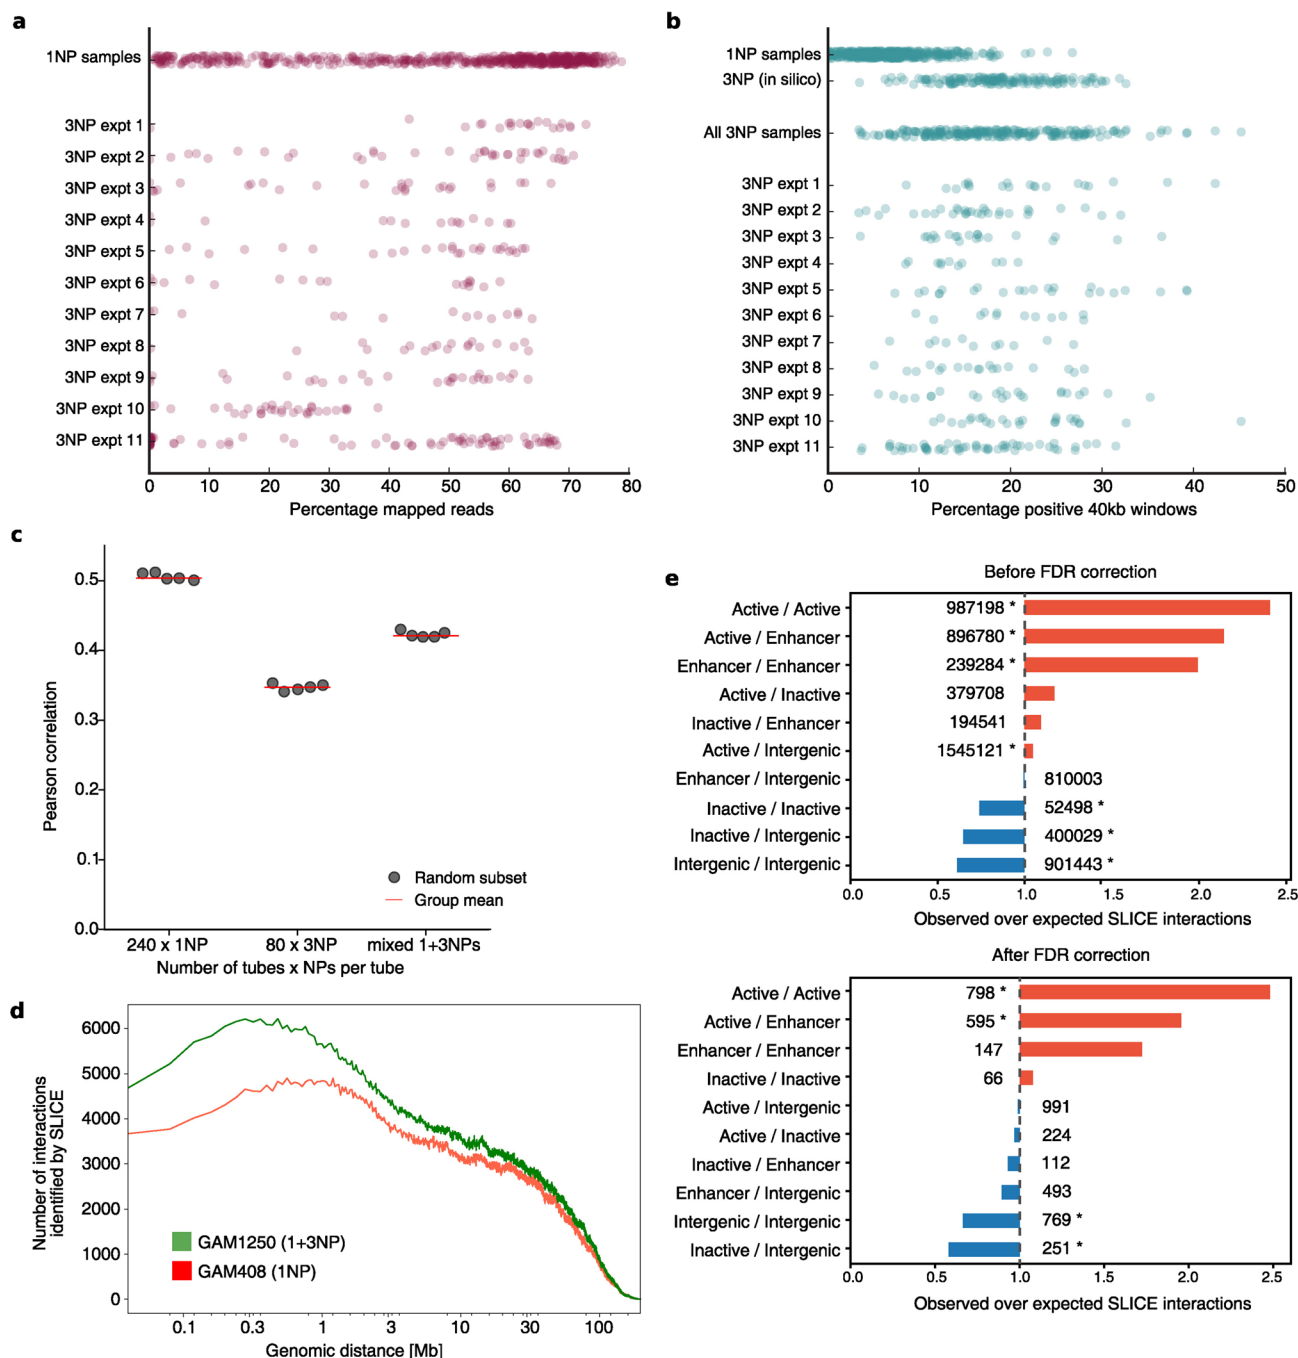 a
1NP samples
3NP expt 1
3NP expt 2
3NP expt 3
3NP expt 4
3NP expt 5
3NP expt 6
3NP expt 7
3NP expt 8
3NP expt 9
3NP expt 10
3NP expt 11
0 10 20 30 40 50 60 70 80
Percentage mapped reads
b
1NP samples
3NP (in silico)
All 3NP samples
3NP expt 1
3NP expt 2
3NP expt 3
3NP expt 4
3NP expt 5
3NP expt 6
3NP expt 7
3NP expt 8
3NP expt 9
3NP expt 10
3NP expt 11
0 10 20 30 40 50
Percentage positive 40kb windows
c
Pearson correlation
0.5
0.4
0.3
0.2
0.1
0.0
Random subset
Group mean
240 x 1NP 80 x 3NP mixed 1+3NPs
Number of tubes x NPs per tube
d
Number of interactions
identified by SLICE
6000
5000
4000
3000
2000
1000
0
GAM1250 (1+3NP)
GAM408 (1NP)
0.1 0.3 1 3 10 30 100
Genomic distance [Mb]
e
Before FDR correction
Active / Active 987198 *
Active / Enhancer 896780 *
Enhancer / Enhancer 239284 *
Active / Inactive 379708
Inactive / Enhancer 194541
Active / Intergenic 1545121 *
Enhancer / Intergenic 810003
Inactive / Inactive 52498 *
Inactive / Intergenic 400029 *
Intergenic / Intergenic 901443 *
0.0 0.5 1.0 1.5 2.0 2.5
Observed over expected SLICE interactions
After FDR correction
Active / Active 798 *
Active / Enhancer 595 *
Enhancer / Enhancer 147
Inactive / Inactive 66
Active / Intergenic 991
Active / Inactive 224
Inactive / Enhancer 112
Enhancer / Intergenic 493
Intergenic / Intergenic 769 *
Inactive / Intergenic 251 *
0.0 0.5 1.0 1.5 2.0 2.5
Observed over expected SLICE interactions